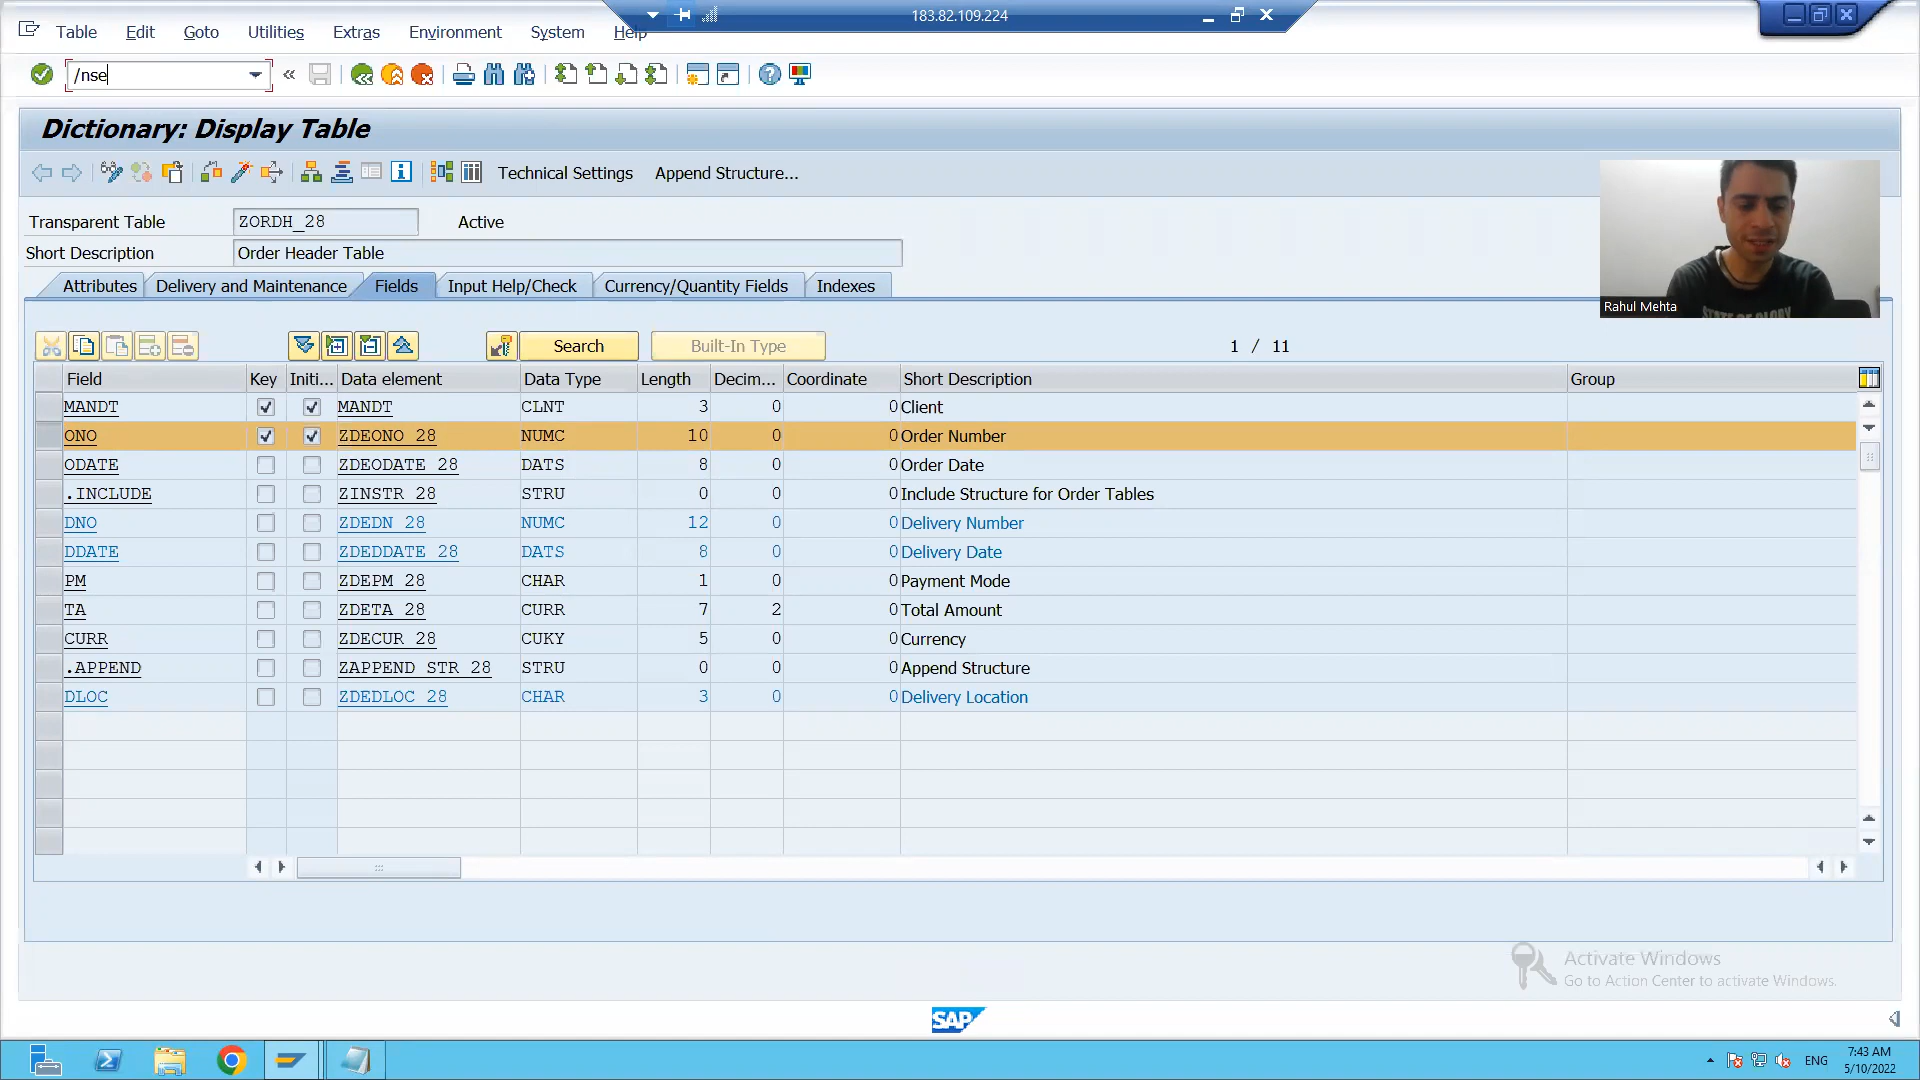 183.82.109.224
Table Edit Goto Utilities Extras Environment System Help
/nse
Dictionary: Display Table
Technical Settings Append Structure...
Transparent Table ZORDH_28 Active
Short Description Order Header Table
Attributes Delivery and Maintenance Fields Input Help/Check Currency/Quantity Fields Indexes
Search Built-In Type 1 / 11
Field Key Initi... Data element Data Type Length Decim... Coordinate Short Description Group
MANDT MANDT CLNT 3 0 0 Client
ONO ZDEONO_28 NUMC 10 0 0 Order Number
ODATE ZDEODATE_28 DATS 8 0 0 Order Date
.INCLUDE ZINSTR_28 STRU 0 0 0 Include Structure for Order Tables
DNO ZDEDN_28 NUMC 12 0 0 Delivery Number
DDATE ZDEDDATE_28 DATS 8 0 0 Delivery Date
PM ZDEPM_28 CHAR 1 0 0 Payment Mode
TA ZDETA_28 CURR 7 2 0 Total Amount
CURR ZDECUR_28 CUKY 5 0 0 Currency
.APPEND ZAPPEND_STR_28 STRU 0 0 0 Append Structure
DLOC ZDEDLOC_28 CHAR 3 0 0 Delivery Location
Rahul Mehta
Activate Windows
Go to Action Center to activate Windows.
SAP
ENG
7:43 AM
5/10/2022